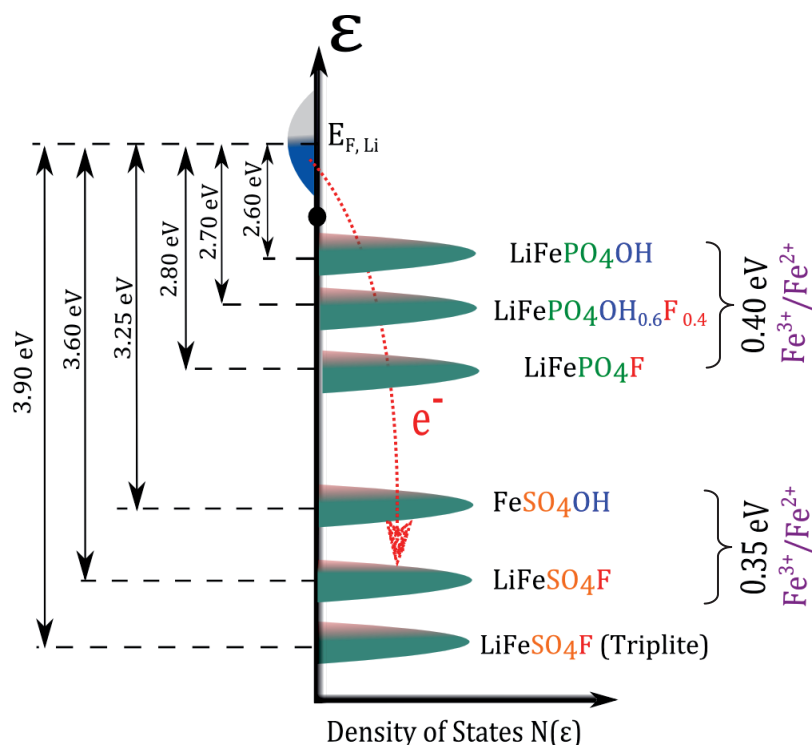 ε
E_F, Li
2.60 eV
2.70 eV
2.80 eV
3.25 eV
3.60 eV
3.90 eV
LiFePO₄OH
LiFePO₄OH₀.₆F₀.₄
LiFePO₄F
0.40 eV
Fe³⁺/Fe²⁺
e⁻
FeSO₄OH
LiFeSO₄F
0.35 eV
Fe³⁺/Fe²⁺
LiFeSO₄F (Triplite)
Density of States N(ε)